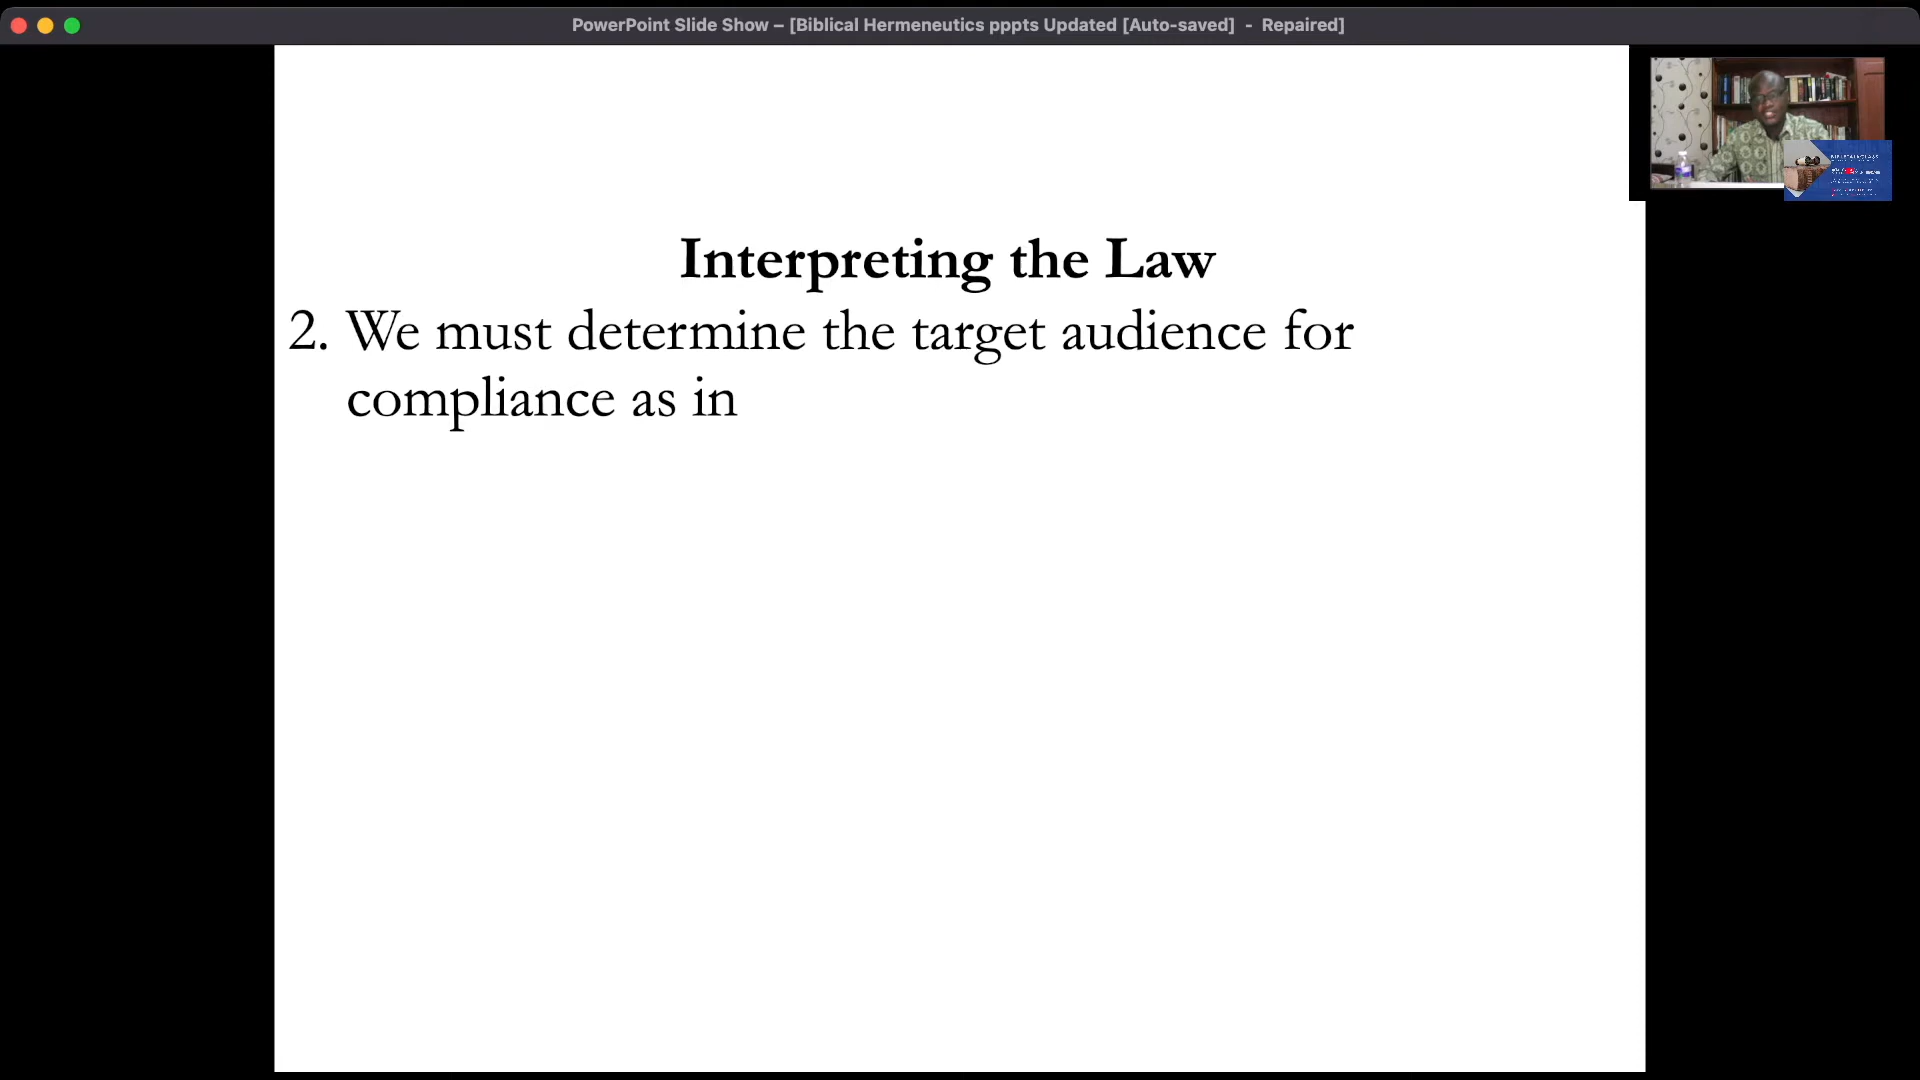 PowerPoint Slide Show – [Biblical Hermeneutics pppts Updated [Auto-saved]  -  Repaired]
Interpreting the Law
2. We must determine the target audience for
compliance as in